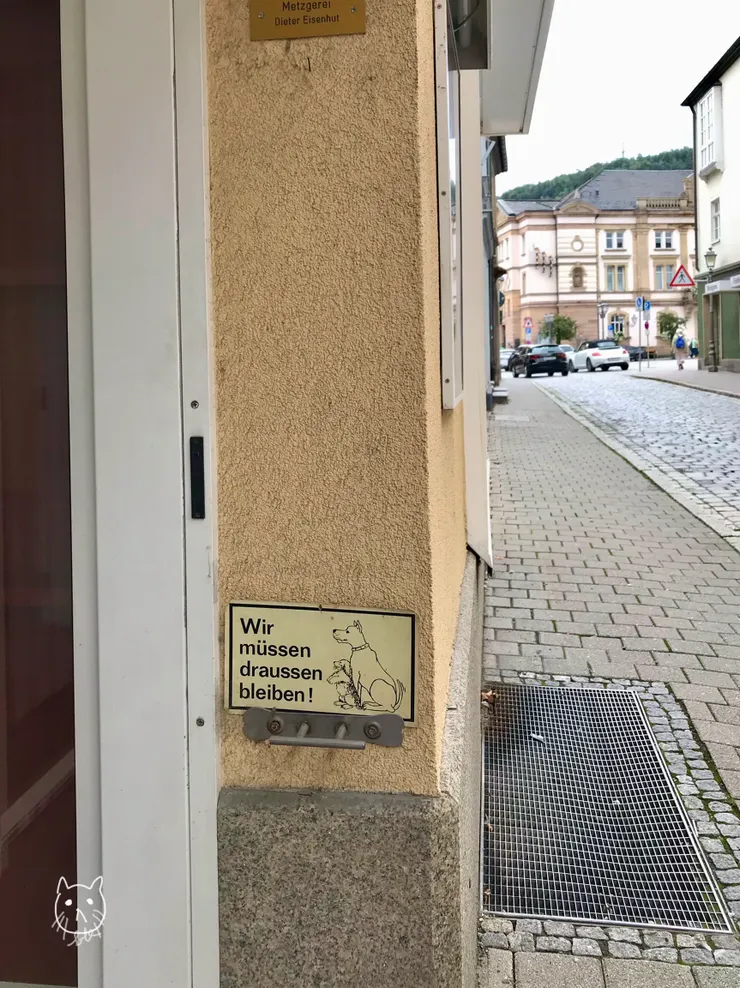 Metzgerei
Dieter Eisenhut
Wir
müssen
draussen
bleiben!